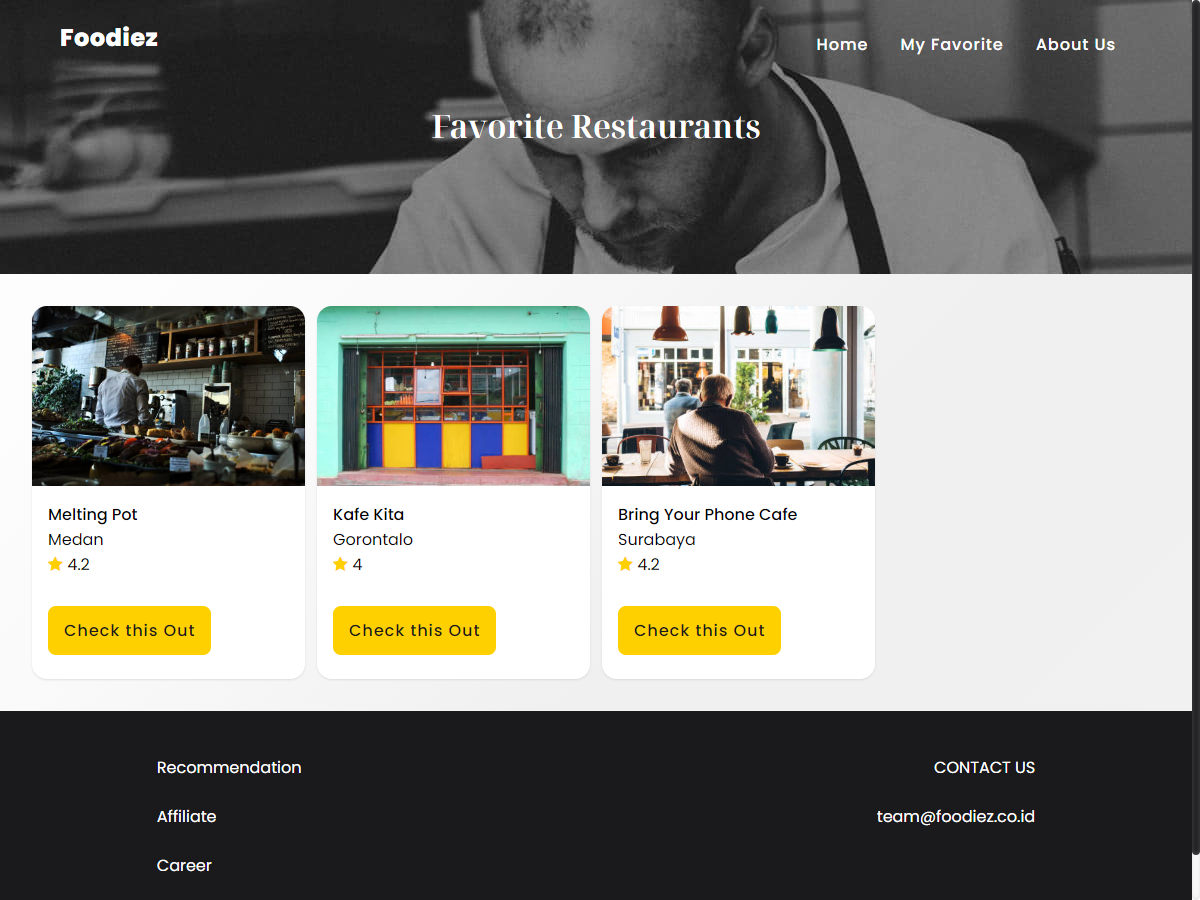 Foodiez
Home
My Favorite
About Us
Favorite Restaurants
Melting Pot
Medan
4.2
Check this Out
Kafe Kita
Gorontalo
4
Check this Out
Bring Your Phone Cafe
Surabaya
4.2
Check this Out
Recommendation
Affiliate
Career
CONTACT US
team@foodiez.co.id